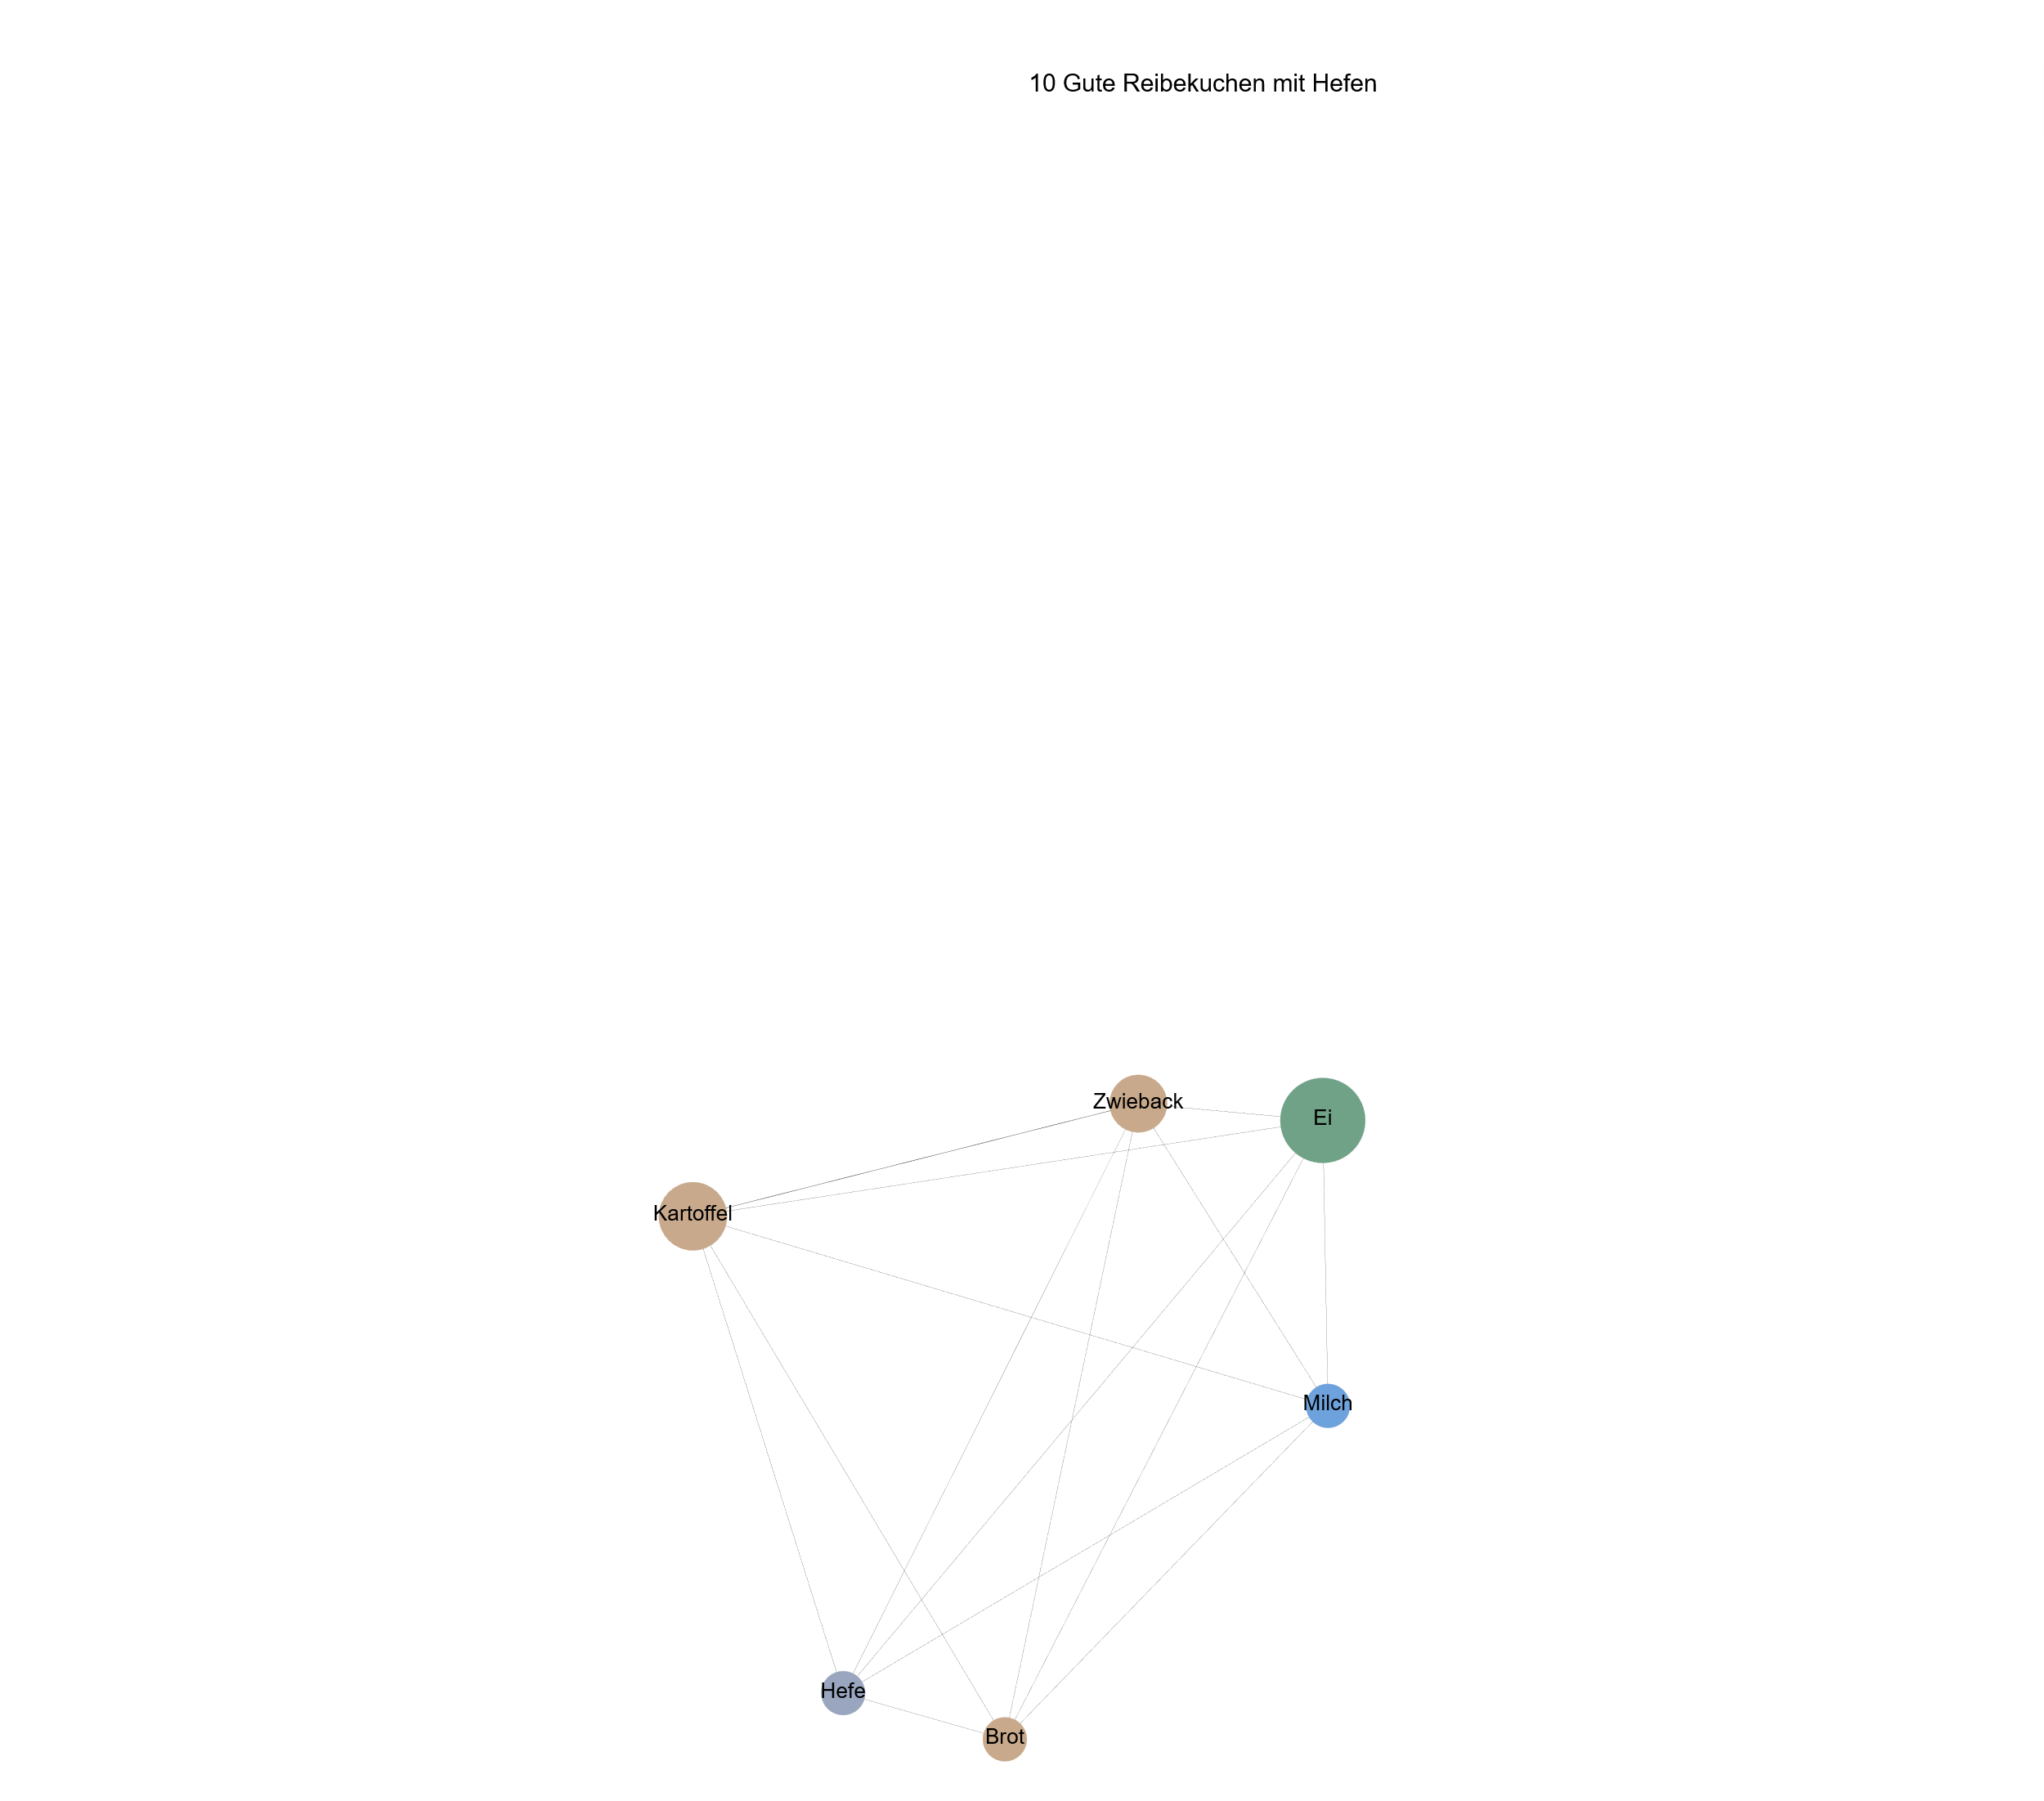 10 Gute Reibekuchen mit Hefen
Zwieback
Ei
Kartoffel
Milch
Hefe
Brot